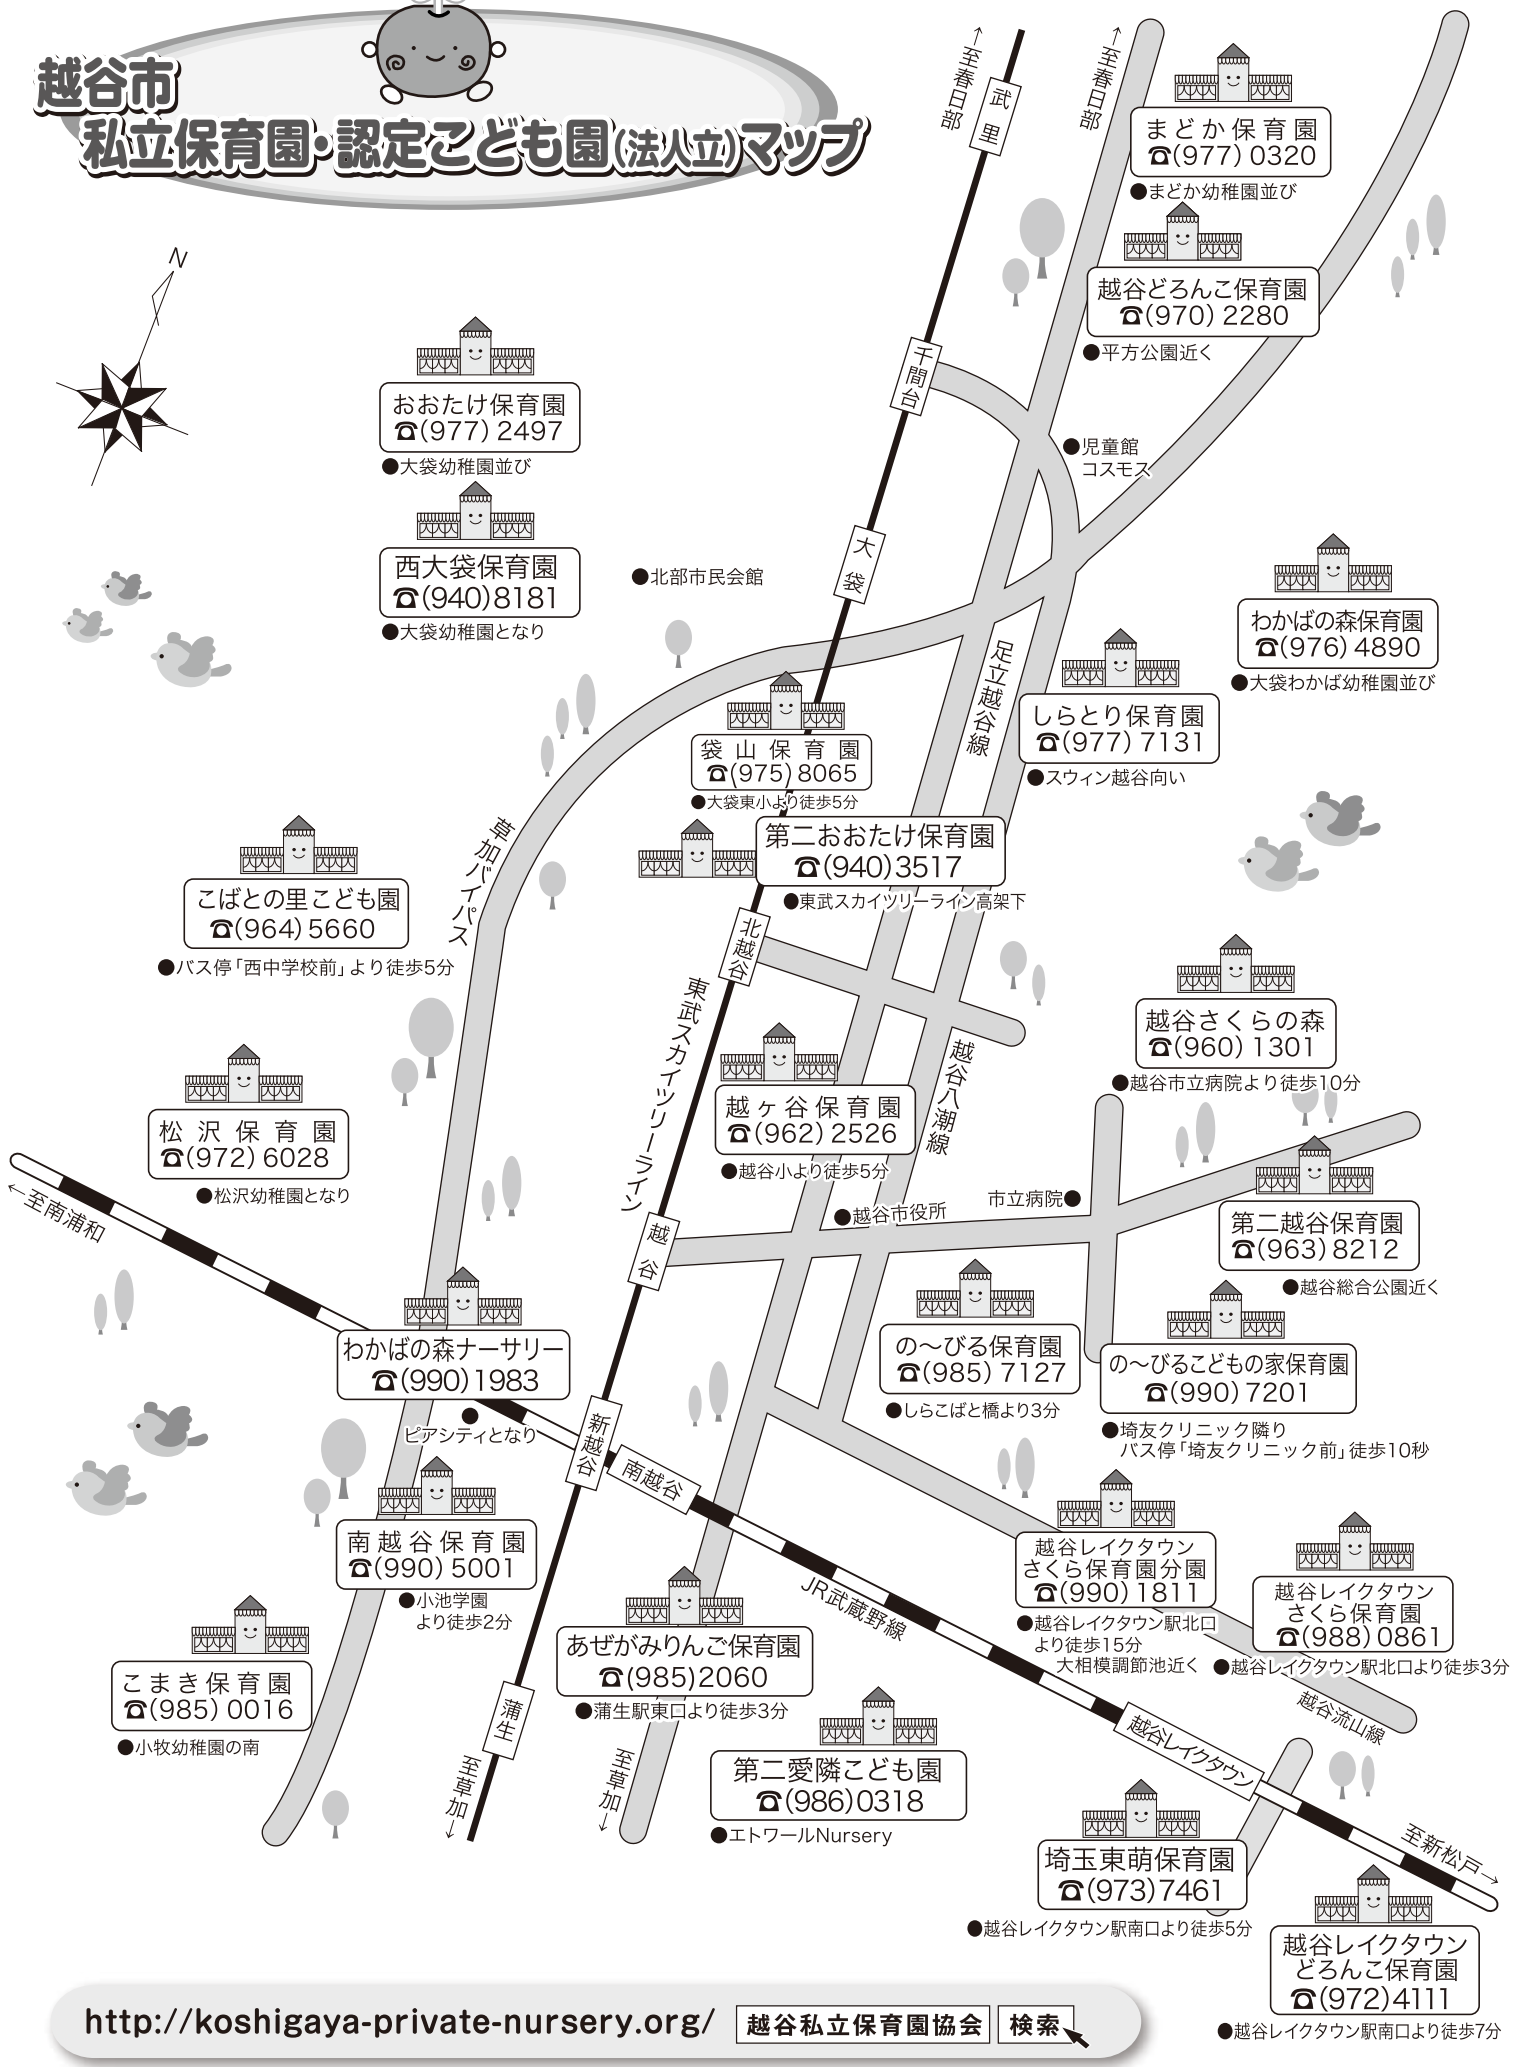 越谷市
私立保育園・認定こども園(法人立)マップ
N
←至春日部
←至春日部
武里
まどか保育園
☎(977)0320
●まどか幼稚園並び
越谷どろんこ保育園
☎(970)2280
●平方公園近く
千間台
おおたけ保育園
☎(977)2497
●大袋幼稚園並び
●児童館
コスモス
西大袋保育園
☎(940)8181
●大袋幼稚園となり
大袋
●北部市民会館
わかばの森保育園
☎(976)4890
●大袋わかば幼稚園並び
足立越谷線
しらとり保育園
☎(977)7131
●スウィン越谷向い
袋山保育園
☎(975)8065
●大袋東小より徒歩5分
第二おおたけ保育園
☎(940)3517
●東武スカイツリーライン高架下
草加バイパス
こばとの里こども園
☎(964)5660
●バス停「西中学校前」より徒歩5分
北越谷
東武スカイツリーライン
越谷さくらの森
☎(960)1301
●越谷市立病院より徒歩10分
越谷八潮線
越ヶ谷保育園
☎(962)2526
●越谷小より徒歩5分
松沢保育園
☎(972)6028
●松沢幼稚園となり
←至南浦和
越谷
●越谷市役所
市立病院●
第二越谷保育園
☎(963)8212
●越谷総合公園近く
わかばの森ナーサリー
☎(990)1983
●
ピアシティとなり
の〜びる保育園
☎(985)7127
●しらこばと橋より3分
の〜びるこどもの家保育園
☎(990)7201
●埼友クリニック隣り
バス停「埼友クリニック前」徒歩10秒
新越谷
南越谷
南越谷保育園
☎(990)5001
●小池学園
より徒歩2分
JR武蔵野線
越谷レイクタウン
さくら保育園分園
☎(990)1811
●越谷レイクタウン駅北口
より徒歩15分
大相模調節池近く
越谷レイクタウン
さくら保育園
☎(988)0861
●越谷レイクタウン駅北口より徒歩3分
越谷流山線
あぜがみりんご保育園
☎(985)2060
●蒲生駅東口より徒歩3分
こまき保育園
☎(985)0016
●小牧幼稚園の南
蒲生
至草加→
至草加→
第二愛隣こども園
☎(986)0318
●エトワールNursery
越谷レイクタウン
埼玉東萌保育園
☎(973)7461
●越谷レイクタウン駅南口より徒歩5分
至新松戸→
越谷レイクタウン
どろんこ保育園
☎(972)4111
●越谷レイクタウン駅南口より徒歩7分
http://koshigaya-private-nursery.org/ 越谷私立保育園協会 検索